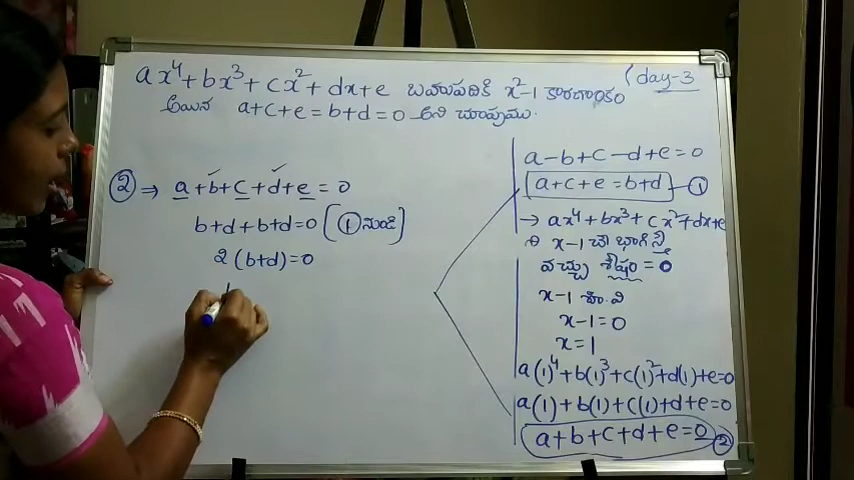 ax⁴+bx³+cx²+dx+e బహుపదికి x²-1 కారణాంకం (day-3
అయిన a+c+e=b+d=0 అని చూపుము.
② ⇒ a+b+c+d+e=0
b+d+b+d=0 (① నుండి)
2(b+d)=0
a-b+c-d+e=0
a+c+e=b+d -①
→ ax⁴+bx³+cx²+dx+e
ని x-1 చే భాగిస్తే
వచ్చు శేషం = 0
x-1 శూ.వి
x-1=0
x=1
a(1)⁴+b(1)³+c(1)²+d(1)+e=0
a(1)+b(1)+c(1)+d+e=0
a+b+c+d+e=0 ②